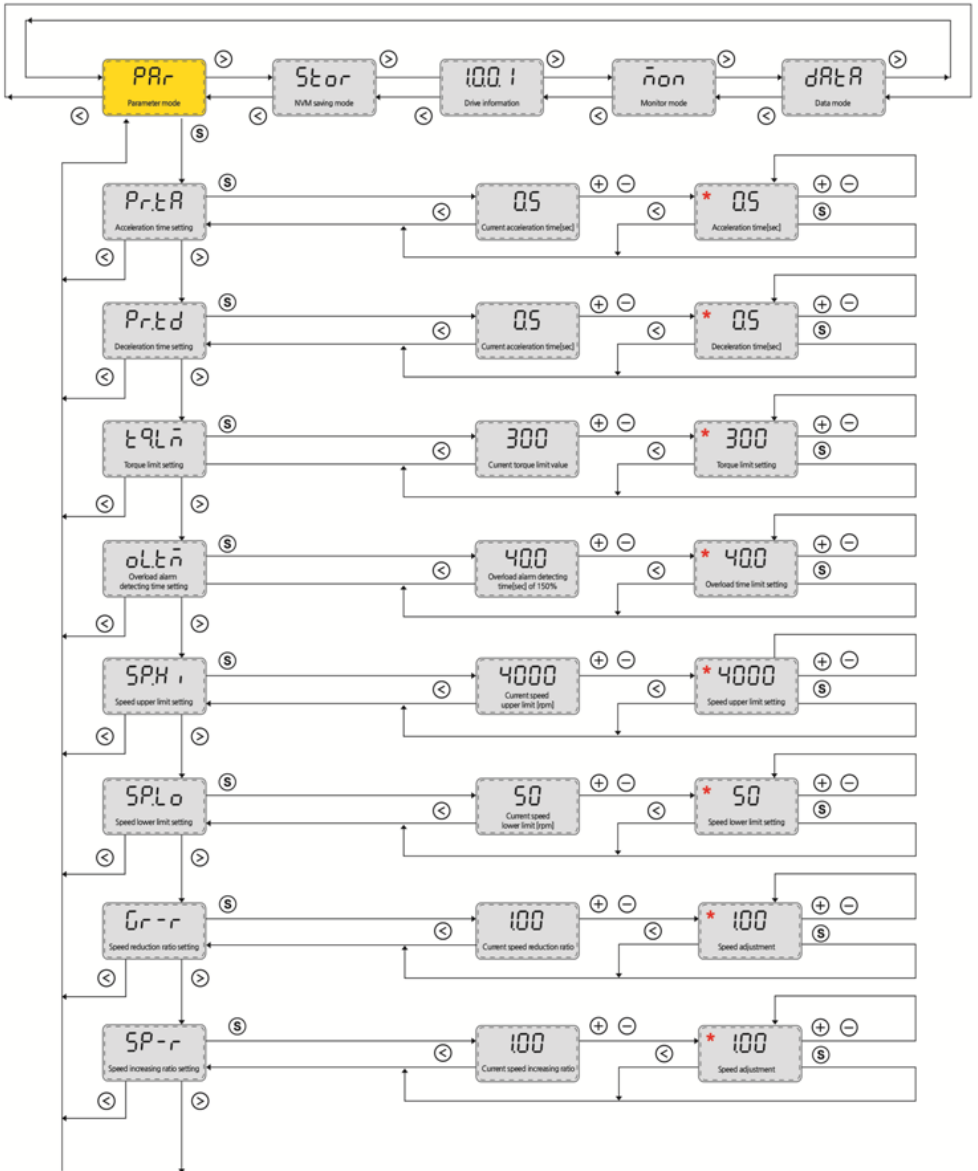 PAr
Parameter mode
Stor
NVM saving mode
1.0.0.1
Drive information
mon
Monitor mode
dAtA
Data mode
> > > > >
< < < < <
S
Pr.tA
Acceleration time setting
S
<
0.5
Current acceleration time[sec]
+ -
<
* 0.5
Acceleration time[sec]
+ -
S
< >
Pr.td
Deceleration time setting
S
<
0.5
Current acceleration time[sec]
+ -
<
* 0.5
Deceleration time[sec]
+ -
S
< >
tq.Lm
Torque limit setting
S
<
300
Current torque limit value
+ -
<
* 300
Torque limit setting
+ -
S
< >
oL.tm
Overload alarm
detecting time setting
S
<
40.0
Overload alarm detecting
time[sec] of 150%
+ -
<
* 40.0
Overload time limit setting
+ -
S
< >
SP.Hi
Speed upper limit setting
S
<
4000
Current speed
upper limit [rpm]
+ -
<
* 4000
Speed upper limit setting
+ -
S
< >
SP.Lo
Speed lower limit setting
S
<
50
Current speed
lower limit [rpm]
+ -
<
* 50
Speed lower limit setting
+ -
S
< >
Gr-r
Speed reduction ratio setting
S
<
1.00
Current speed reduction ratio
+ -
<
* 1.00
Speed adjustment
+ -
S
< >
SP-r
Speed increasing ratio setting
S
<
1.00
Current speed increasing ratio
+ -
<
* 1.00
Speed adjustment
+ -
S
< >